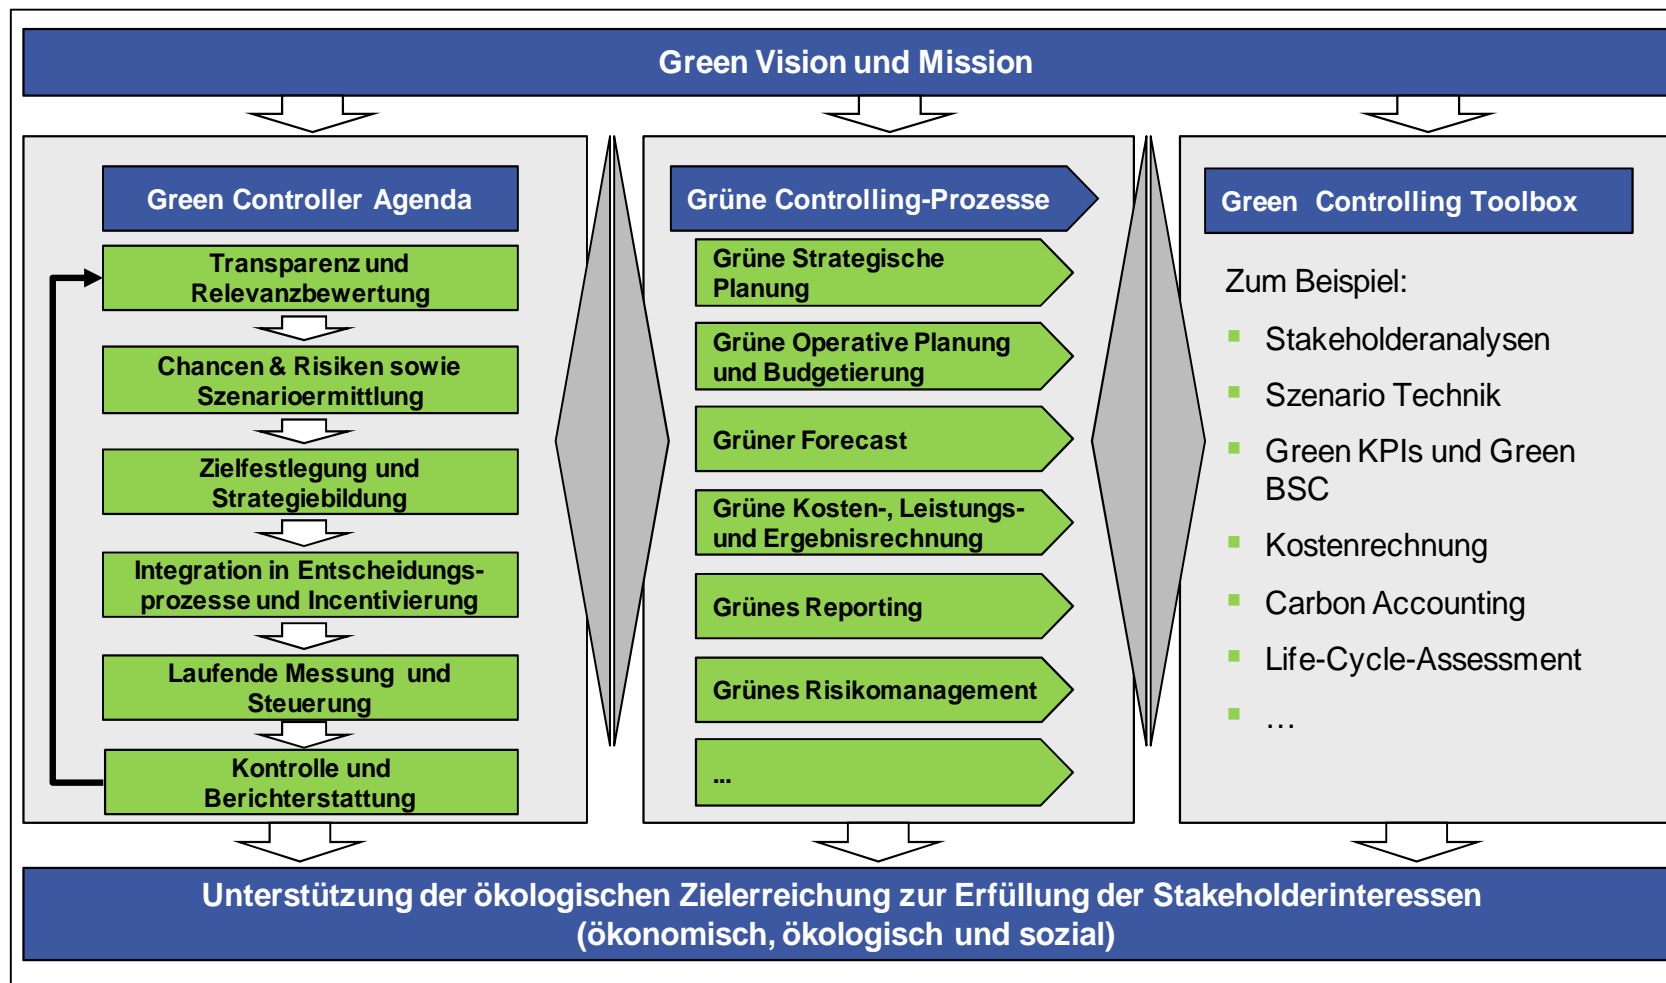 Green Vision und Mission
Green Controller Agenda
Transparenz und
Relevanzbewertung
Chancen & Risiken sowie
Szenarioermittlung
Zielfestlegung und
Strategiebildung
Integration in Entscheidungs-
prozesse und Incentivierung
Laufende Messung und
Steuerung
Kontrolle und
Berichterstattung
Grüne Controlling-Prozesse
Grüne Strategische
Planung
Grüne Operative Planung
und Budgetierung
Grüner Forecast
Grüne Kosten-, Leistungs-
und Ergebnisrechnung
Grünes Reporting
Grünes Risikomanagement
...
Green Controlling Toolbox
Zum Beispiel:
Stakeholderanalysen
Szenario Technik
Green KPIs und Green
BSC
Kostenrechnung
Carbon Accounting
Life-Cycle-Assessment
…
Unterstützung der ökologischen Zielerreichung zur Erfüllung der Stakeholderinteressen
(ökonomisch, ökologisch und sozial)